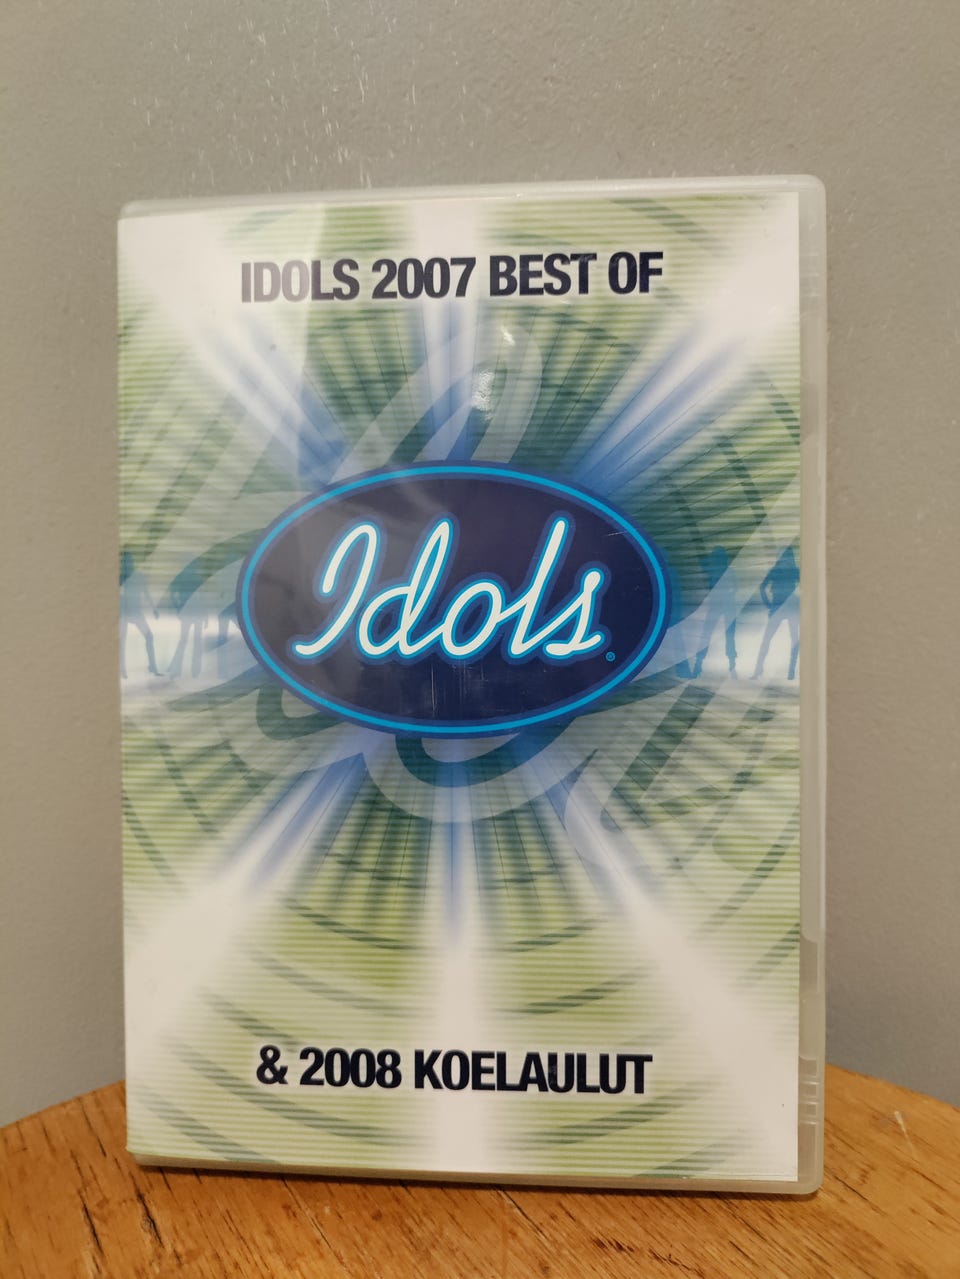 IDOLS 2007 BEST OF
Idols®
& 2008 KOELAULUT